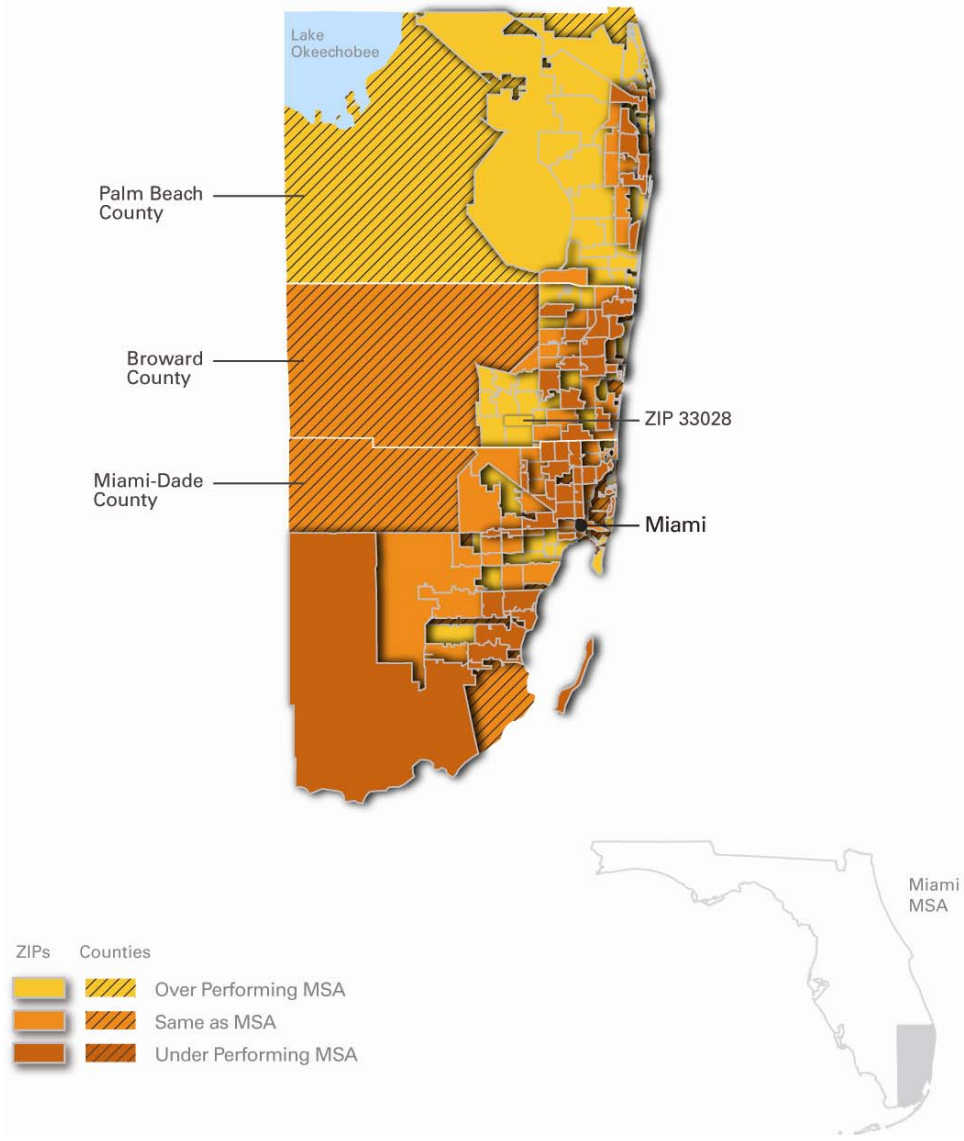 Lake
Okeechobee
Palm Beach
County
Broward
County
ZIP 33028
Miami-Dade
County
Miami
Miami
MSA
ZIPs Counties
Over Performing MSA
Same as MSA
Under Performing MSA